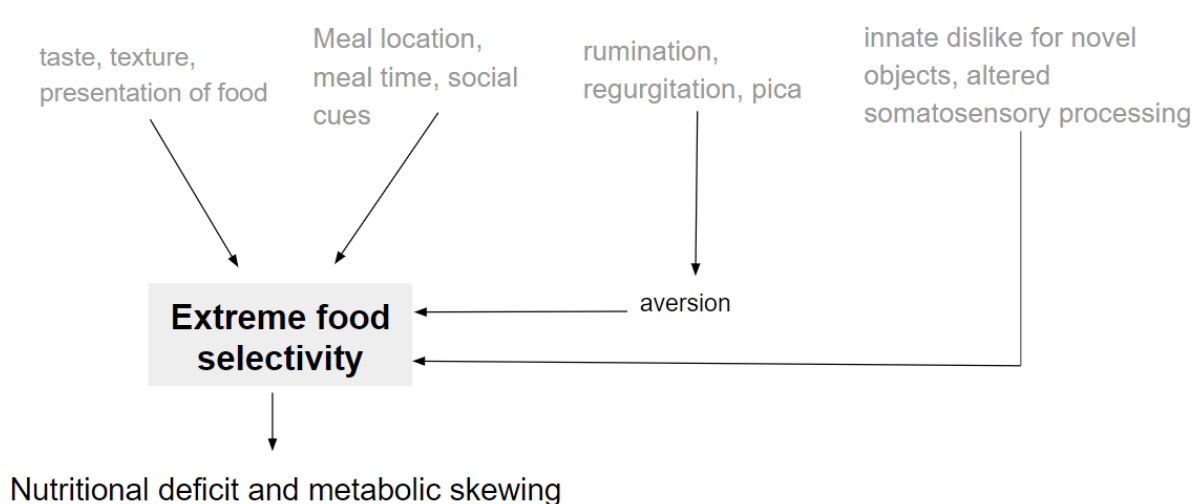 taste, texture,
presentation of food
Meal location,
meal time, social
cues
rumination,
regurgitation, pica
innate dislike for novel
objects, altered
somatosensory processing
aversion
Extreme food
selectivity
Nutritional deficit and metabolic skewing